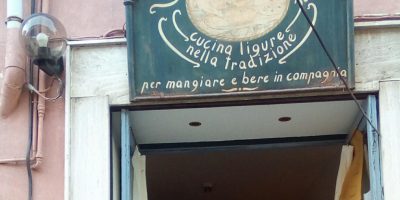 cucina ligure
nella tradizione
per mangiare e bere in compagnia